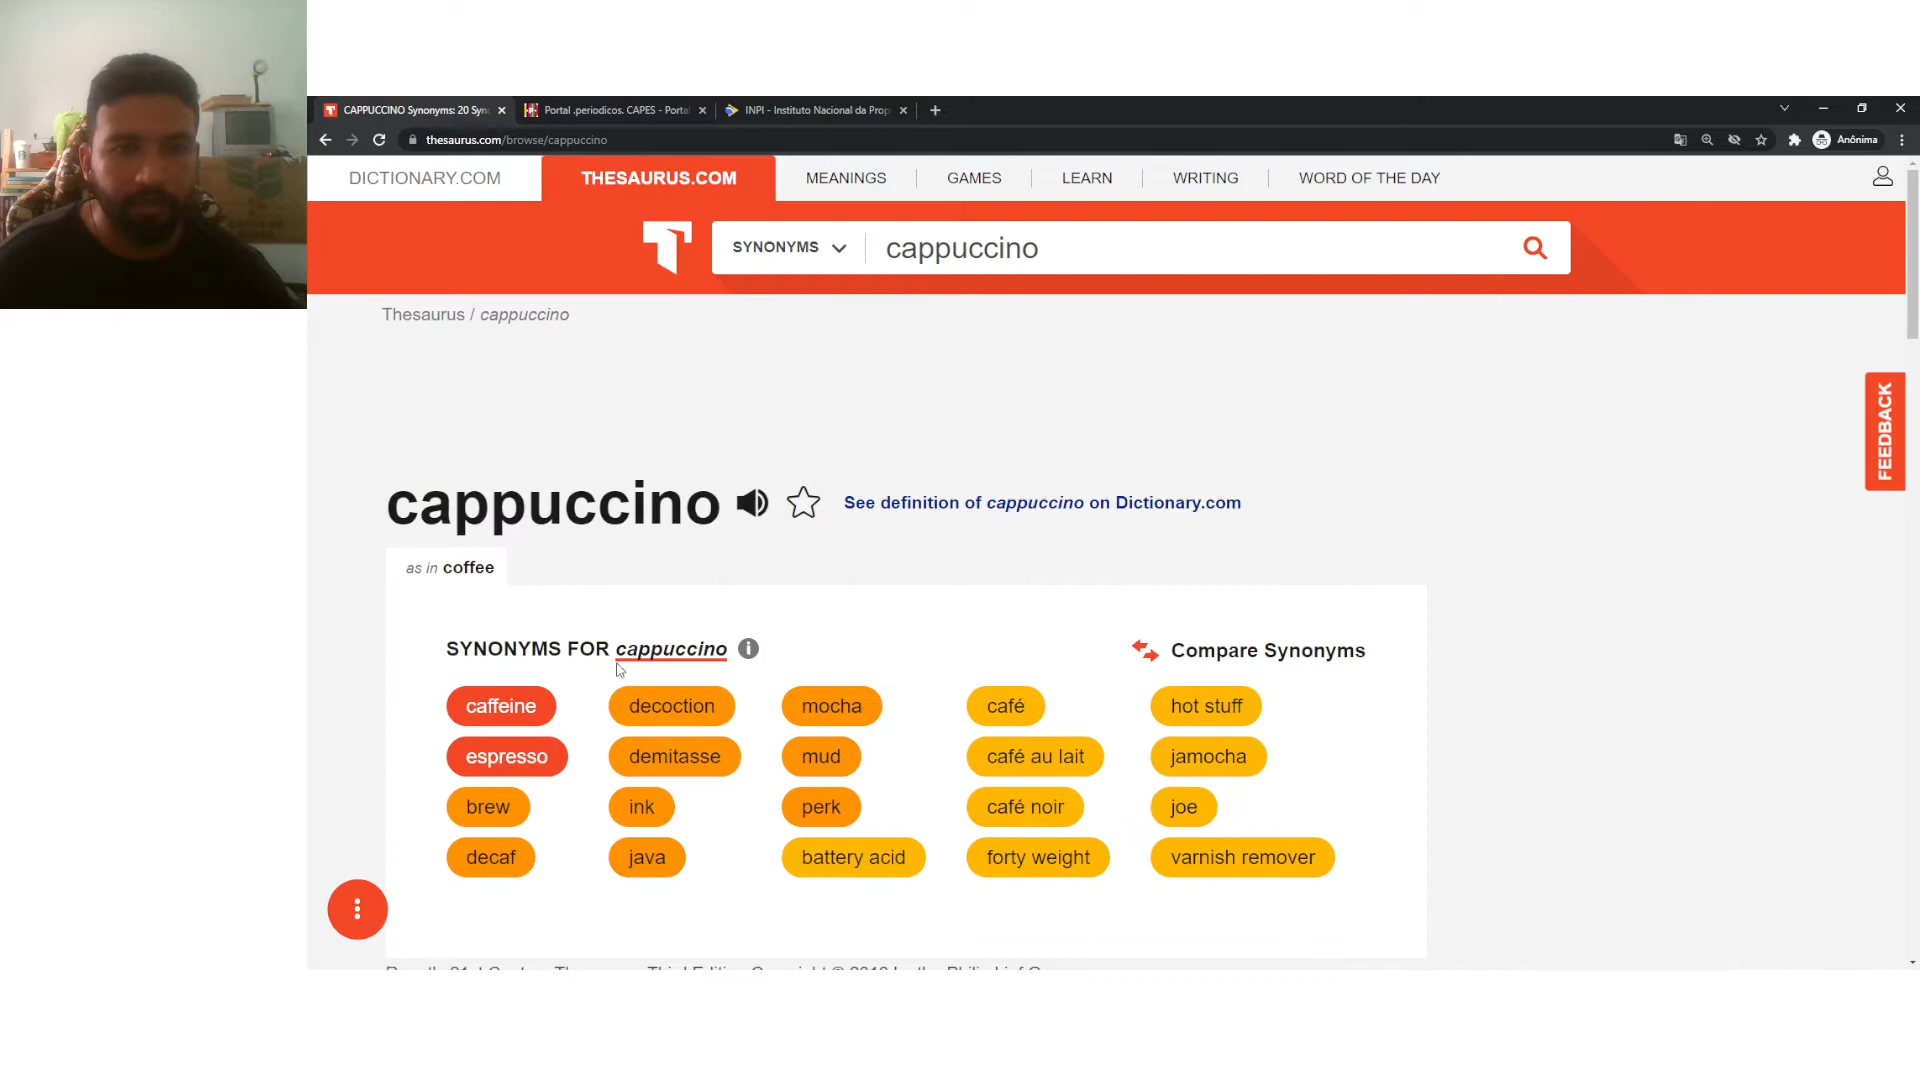 CAPPUCCINO Synonyms: 20 Syn
Portal .periodicos. CAPES - Portal
INPI - Instituto Nacional da Prop
thesaurus.com/browse/cappuccino
Anônima
DICTIONARY.COM
THESAURUS.COM
MEANINGS
GAMES
LEARN
WRITING
WORD OF THE DAY
SYNONYMS
cappuccino
Thesaurus / cappuccino
FEEDBACK
cappuccino
See definition of cappuccino on Dictionary.com
as in coffee
SYNONYMS FOR cappuccino
Compare Synonyms
caffeine
decoction
mocha
café
hot stuff
espresso
demitasse
mud
café au lait
jamocha
brew
ink
perk
café noir
joe
decaf
java
battery acid
forty weight
varnish remover